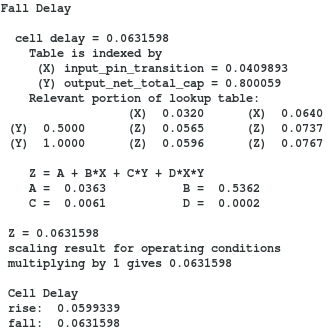 Fall Delay
cell delay = 0.0631598
Table is indexed by
(X) input_pin_transition = 0.0409893
(Y) output_net_total_cap = 0.800059
Relevant portion of lookup table:
(X) 0.0320 (X) 0.0640
(Y) 0.5000 (Z) 0.0565 (Z) 0.0737
(Y) 1.0000 (Z) 0.0596 (Z) 0.0767
Z = A + B*X + C*Y + D*X*Y
A = 0.0363 B = 0.5362
C = 0.0061 D = 0.0002
Z = 0.0631598
scaling result for operating conditions
multiplying by 1 gives 0.0631598
Cell Delay
rise: 0.0599339
fall: 0.0631598